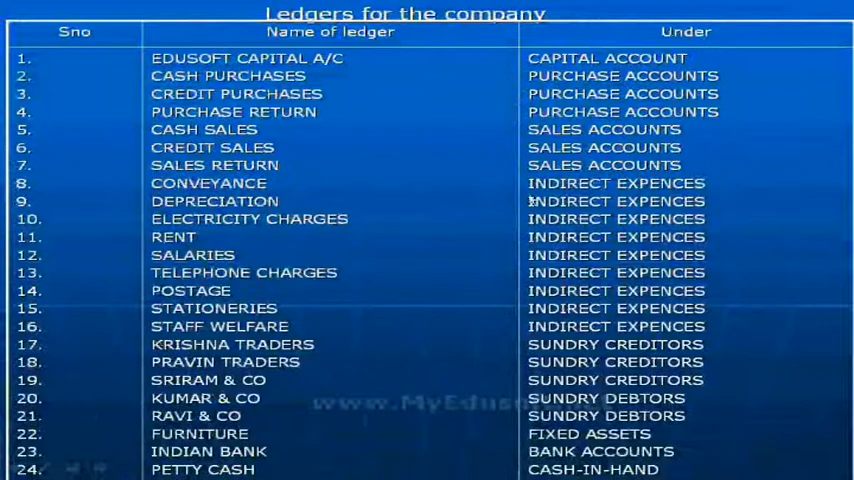 Ledgers for the company
Sno Name of ledger Under
1. EDUSOFT CAPITAL A/C CAPITAL ACCOUNT
2. CASH PURCHASES PURCHASE ACCOUNTS
3. CREDIT PURCHASES PURCHASE ACCOUNTS
4. PURCHASE RETURN PURCHASE ACCOUNTS
5. CASH SALES SALES ACCOUNTS
6. CREDIT SALES SALES ACCOUNTS
7. SALES RETURN SALES ACCOUNTS
8. CONVEYANCE INDIRECT EXPENCES
9. DEPRECIATION INDIRECT EXPENCES
10. ELECTRICITY CHARGES INDIRECT EXPENCES
11. RENT INDIRECT EXPENCES
12. SALARIES INDIRECT EXPENCES
13. TELEPHONE CHARGES INDIRECT EXPENCES
14. POSTAGE INDIRECT EXPENCES
15. STATIONERIES INDIRECT EXPENCES
16. STAFF WELFARE INDIRECT EXPENCES
17. KRISHNA TRADERS SUNDRY CREDITORS
18. PRAVIN TRADERS SUNDRY CREDITORS
19. SRIRAM & CO SUNDRY CREDITORS
20. KUMAR & CO SUNDRY DEBTORS
21. RAVI & CO SUNDRY DEBTORS
22. FURNITURE FIXED ASSETS
23. INDIAN BANK BANK ACCOUNTS
24. PETTY CASH CASH-IN-HAND